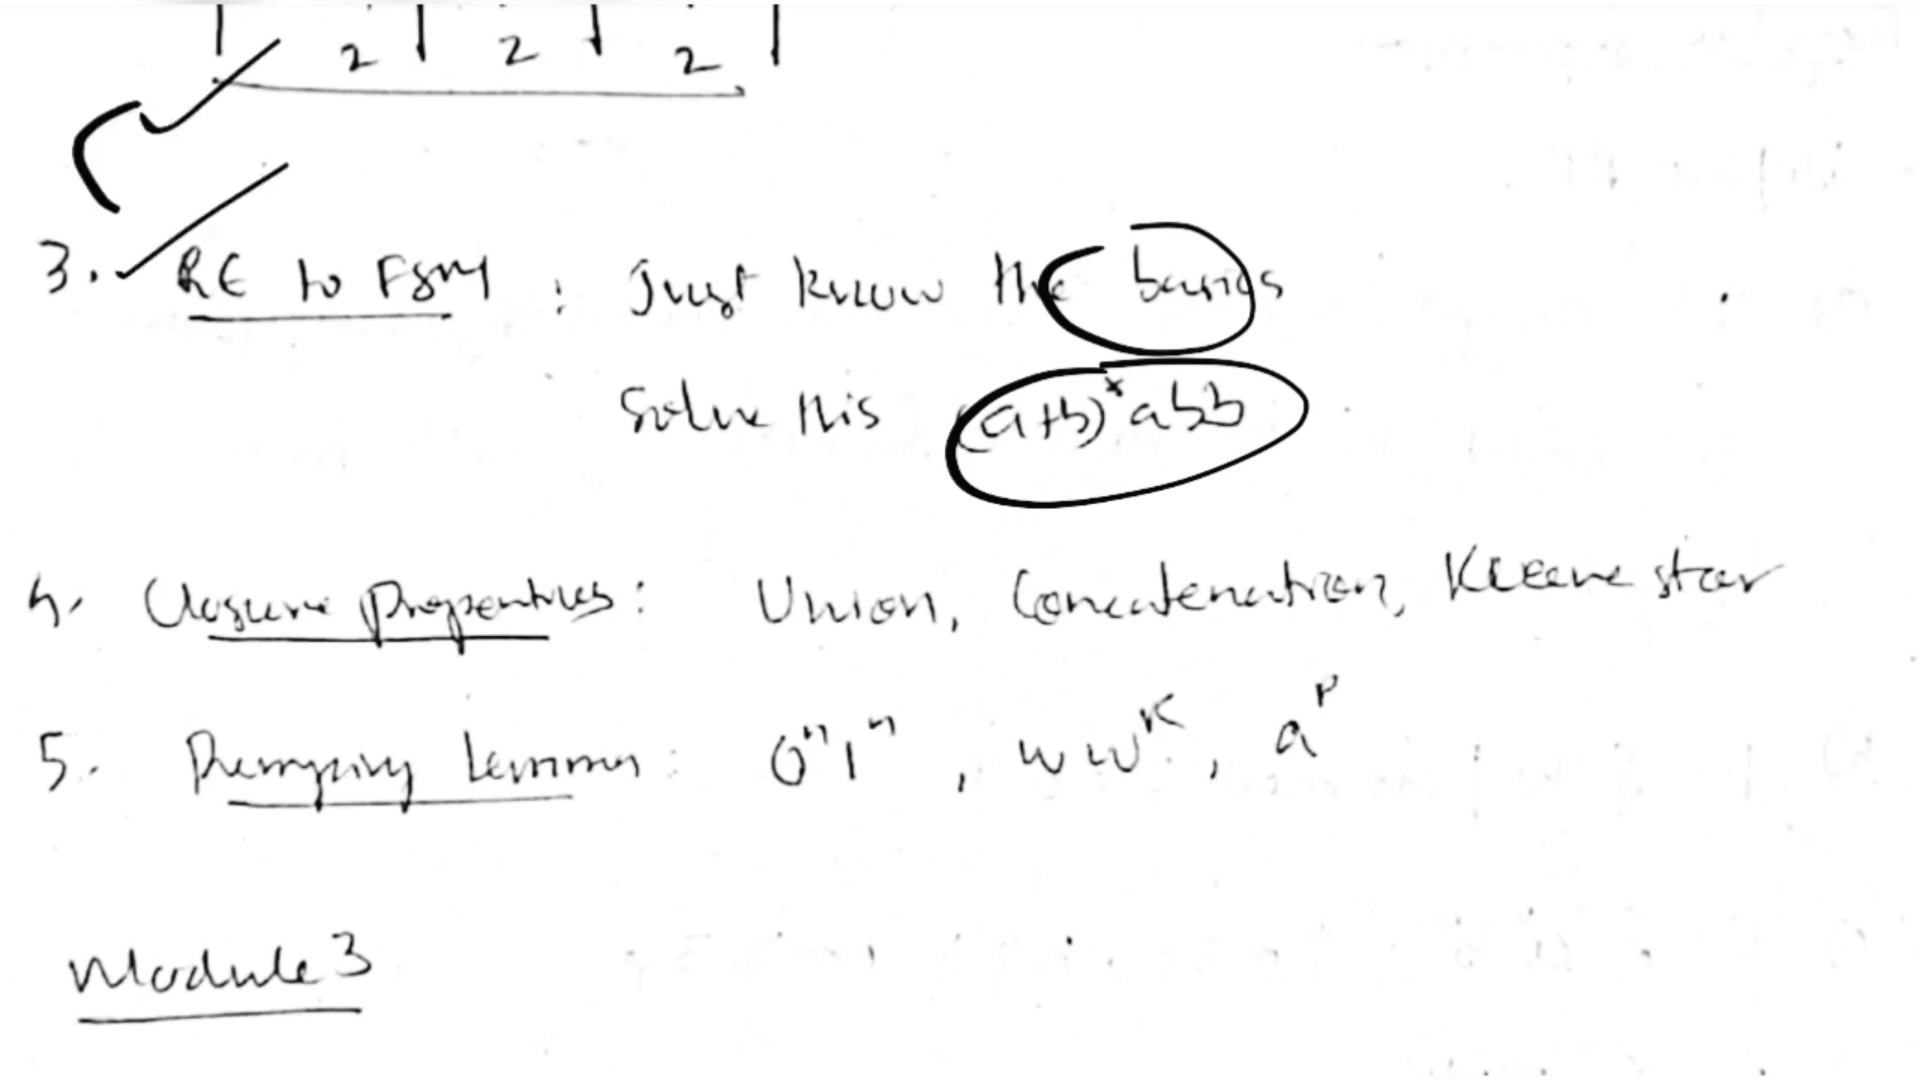 2 2 2
3. RE to FSM : Just know the basics
Solve this (a+b)*abb
4. Closure properties : Union, Concatenation, Kleene star
5. Pumping Lemma : 0ⁿ1ⁿ , wwᴿ , aᴾ
Module 3